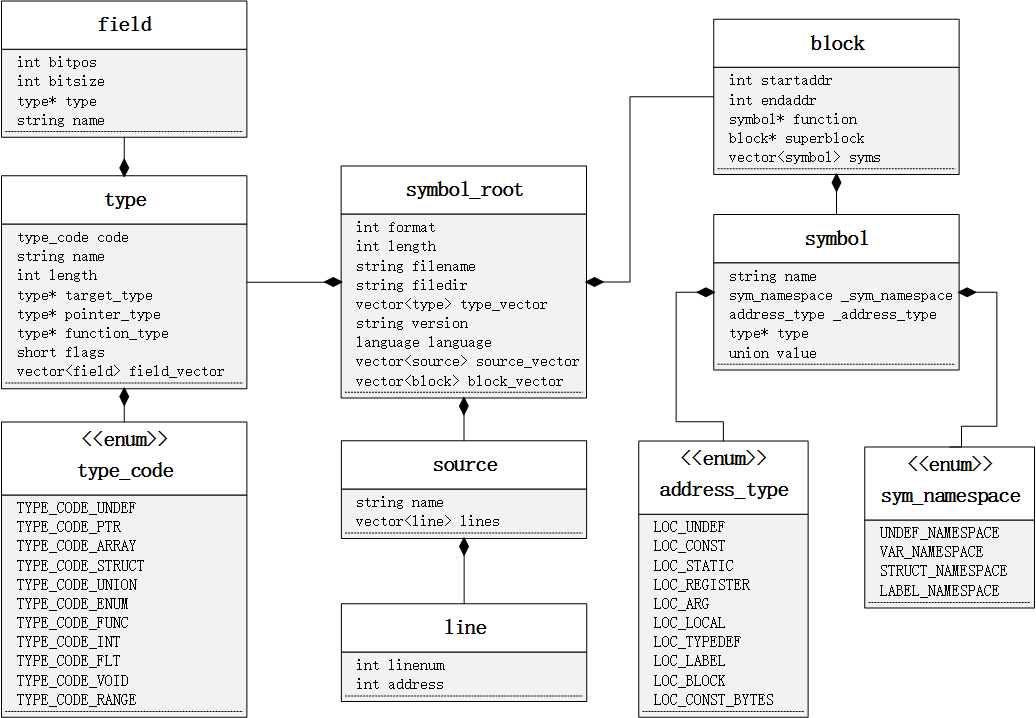 field
int bitpos
int bitsize
type* type
string name
type
type_code code
string name
int length
type* target_type
type* pointer_type
type* function_type
short flags
vector<field> field_vector
<<enum>>
type_code
TYPE_CODE_UNDEF
TYPE_CODE_PTR
TYPE_CODE_ARRAY
TYPE_CODE_STRUCT
TYPE_CODE_UNION
TYPE_CODE_ENUM
TYPE_CODE_FUNC
TYPE_CODE_INT
TYPE_CODE_FLT
TYPE_CODE_VOID
TYPE_CODE_RANGE
symbol_root
int format
int length
string filename
string filedir
vector<type> type_vector
string version
language language
vector<source> source_vector
vector<block> block_vector
source
string name
vector<line> lines
line
int linenum
int address
block
int startaddr
int endaddr
symbol* function
block* superblock
vector<symbol> syms
symbol
string name
sym_namespace _sym_namespace
address_type _address_type
type* type
union value
<<enum>>
address_type
LOC_UNDEF
LOC_CONST
LOC_STATIC
LOC_REGISTER
LOC_ARG
LOC_LOCAL
LOC_TYPEDEF
LOC_LABEL
LOC_BLOCK
LOC_CONST_BYTES
<<enum>>
sym_namespace
UNDEF_NAMESPACE
VAR_NAMESPACE
STRUCT_NAMESPACE
LABEL_NAMESPACE